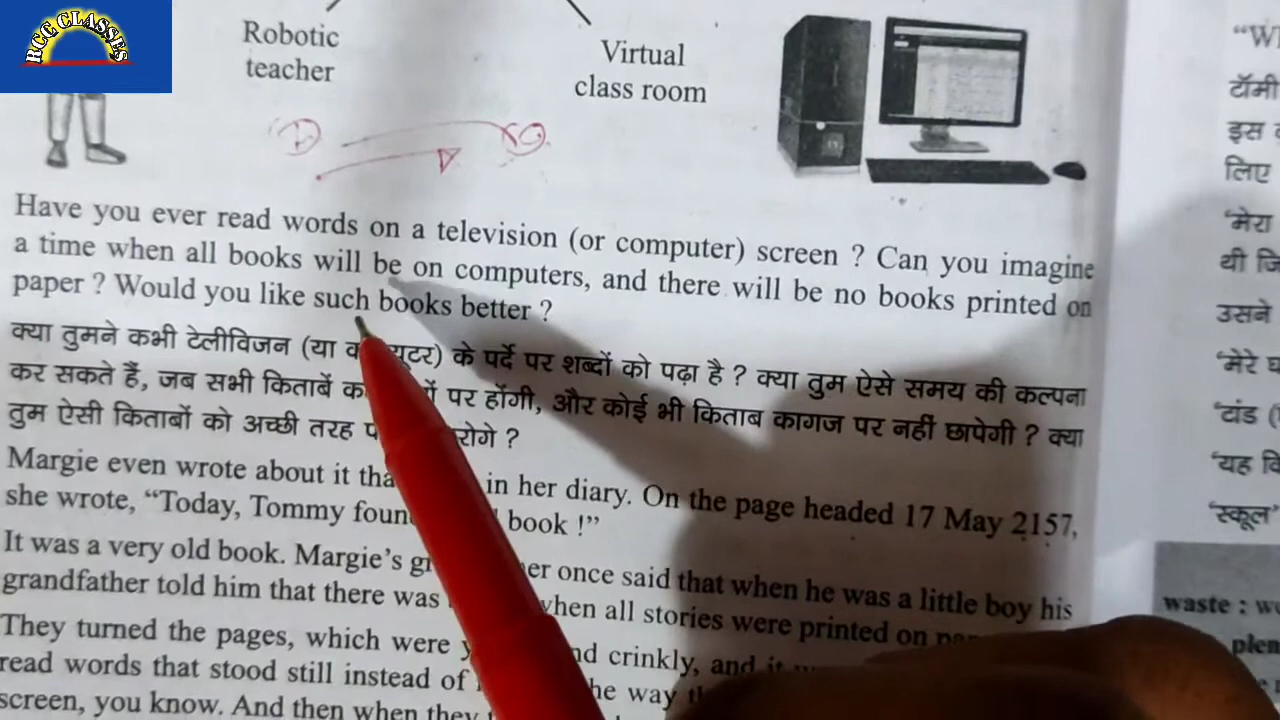 RCC CLASSES
Robotic
teacher
Virtual
class room
Have you ever read words on a television (or computer) screen ? Can you imagine
a time when all books will be on computers, and there will be no books printed on
paper ? Would you like such books better ?
क्या तुमने कभी टेलीविजन (या के पर्दे पर शब्दों को पढ़ा है ? क्या तुम ऐसे समय की कल्पना
कर सकते हैं, जब सभी किताबें पर होंगी, और कोई भी किताब कागज पर नहीं छापेगी ? क्या
तुम ऐसी किताबों को अच्छी तरह ?
Margie even wrote about it in her diary. On the page headed 17 May 2157,
she wrote, “Today, Tommy book !”
It was a very old book. Margie’s once said that when he was a little boy his
grandfather told him that there was when all stories were printed on
They turned the pages, which were crinkly, and it
read words that stood still instead of the way
screen, you know. And then when they
“W
टॉमी
इस
लिए
‘मेरा
थी
उसने
‘मेरे
‘टांड
‘यह
‘स्कूल’
waste :